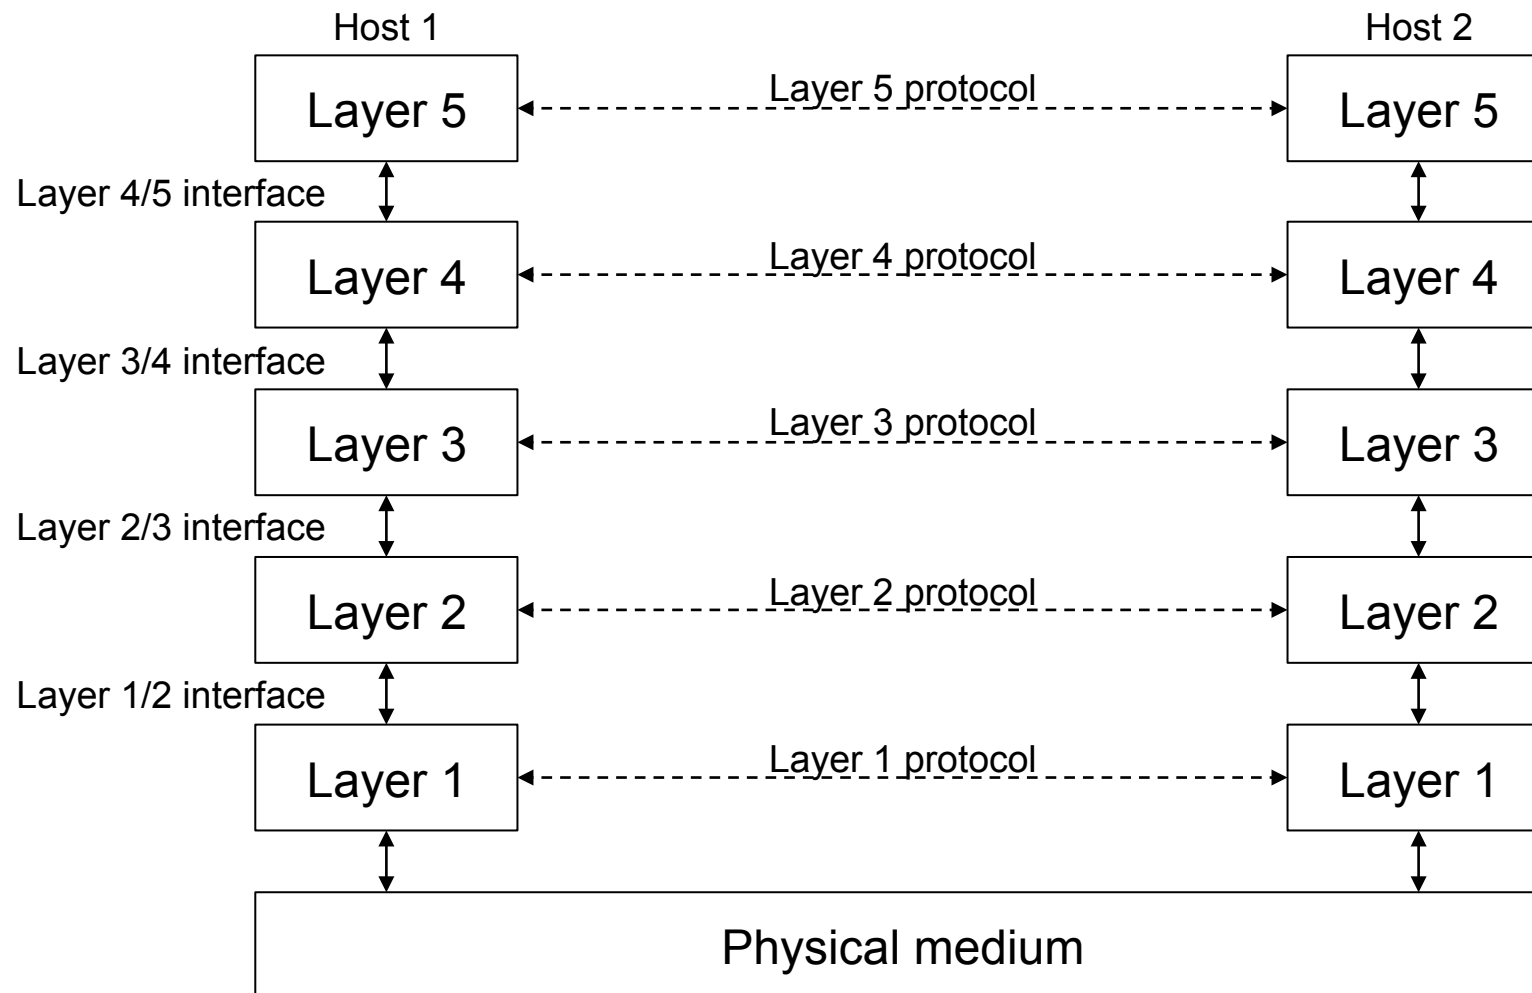 Host 1
Host 2
Layer 5
Layer 5 protocol
Layer 5
Layer 4/5 interface
Layer 4
Layer 4 protocol
Layer 4
Layer 3/4 interface
Layer 3
Layer 3 protocol
Layer 3
Layer 2/3 interface
Layer 2
Layer 2 protocol
Layer 2
Layer 1/2 interface
Layer 1
Layer 1 protocol
Layer 1
Physical medium